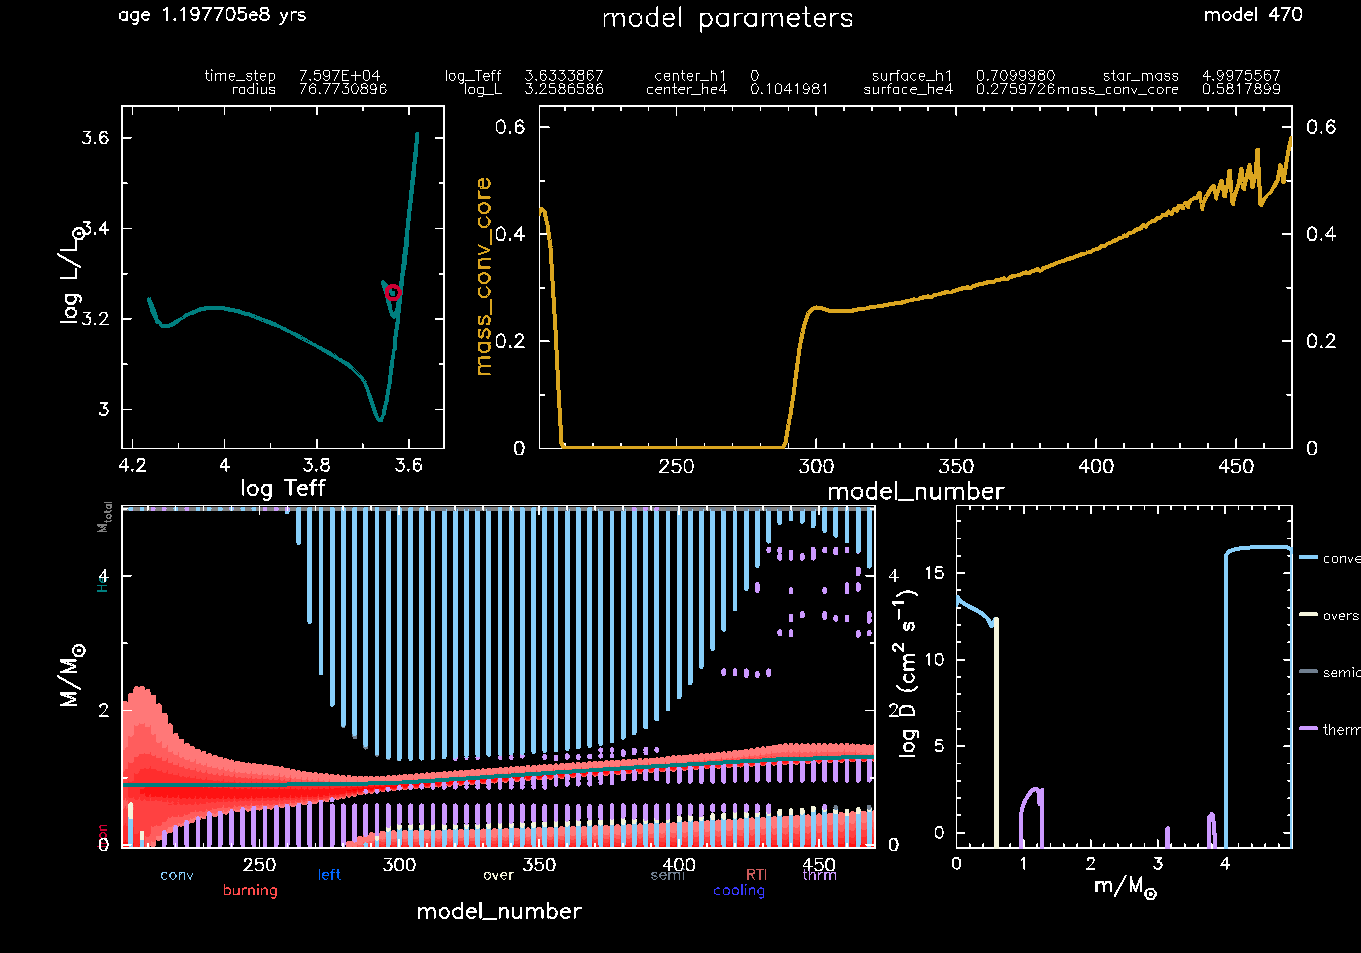 age 1.197705e8 yrs
model parameters
model 470
time_step 7.597E+04 log_Teff 3.6333867 center_h1 0 surface_h1 0.7099980 star_mass 4.9975567
radius 76.7730896 log_L 3.2586586 center_he4 0.1041981 surface_he4 0.2759726 mass_conv_core 0.5817899
3.6
3.4
3.2
3
log L/L☉
4.2 4 3.8 3.6
log Teff
0.6
0.4
0.2
0
mass_conv_core
0.6
0.4
0.2
0
250 300 350 400 450
model_number
M total
He
4
2
0
M/M☉
4
2
0
250 300 350 400 450
conv left over semi RTI thrm
burning cooling
model_number
15
10
5
0
log D (cm² s⁻¹)
0 1 2 3 4
m/M☉
conve
overs
semic
therm